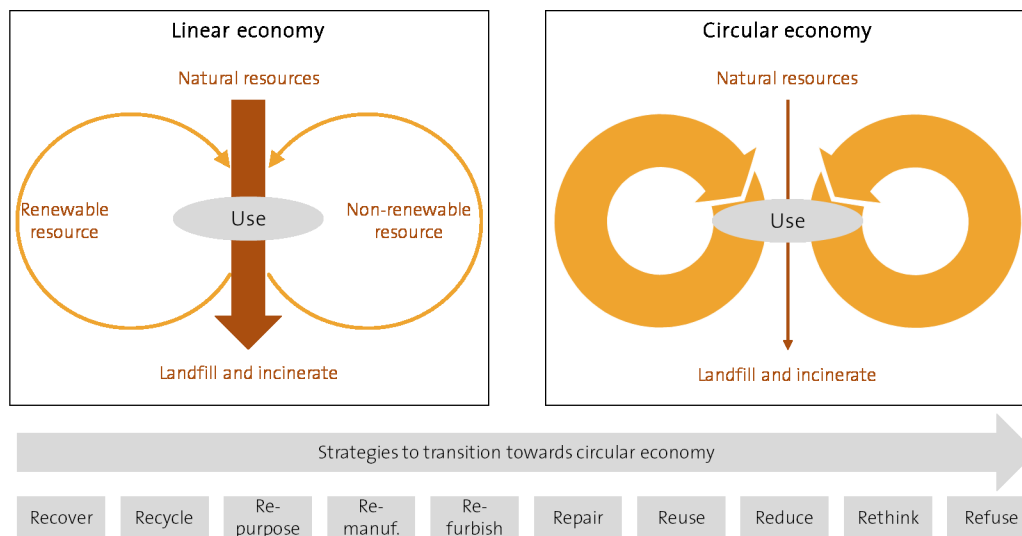 Linear economy
Natural resources
Renewable
resource
Use
Non-renewable
resource
Landfill and incinerate
Circular economy
Natural resources
Use
Landfill and incinerate
Strategies to transition towards circular economy
Recover
Recycle
Re-
purpose
Re-
manuf.
Re-
furbish
Repair
Reuse
Reduce
Rethink
Refuse